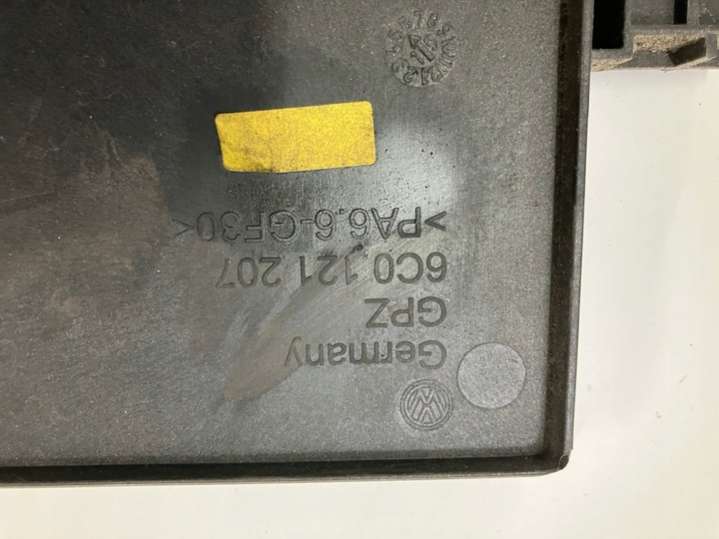 Germany
GPZ
6C0 121 207
>PA6.6-GF30<